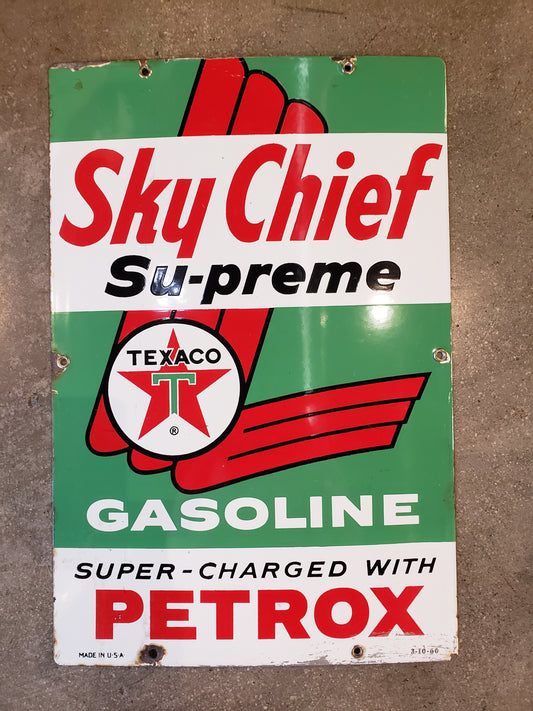 Sky Chief
Su-preme
TEXACO
T
®
GASOLINE
SUPER-CHARGED WITH
PETROX
MADE IN U·S·A
3-10-60